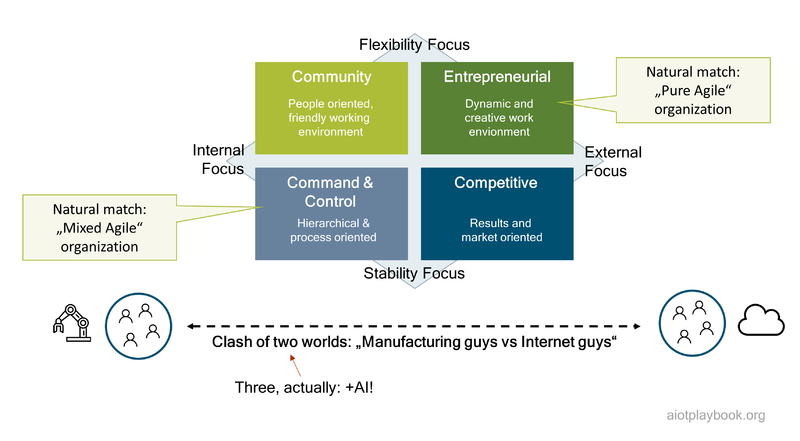 Flexibility Focus
Community
People oriented,
friendly working
environment
Entrepreneurial
Dynamic and
creative work
envionment
Natural match:
„Pure Agile“
organization
Internal
Focus
External
Focus
Natural match:
„Mixed Agile“
organization
Command &
Control
Hierarchical &
process oriented
Competitive
Results and
market oriented
Stability Focus
Clash of two worlds: „Manufacturing guys vs Internet guys“
Three, actually: +AI!
aiotplaybook.org